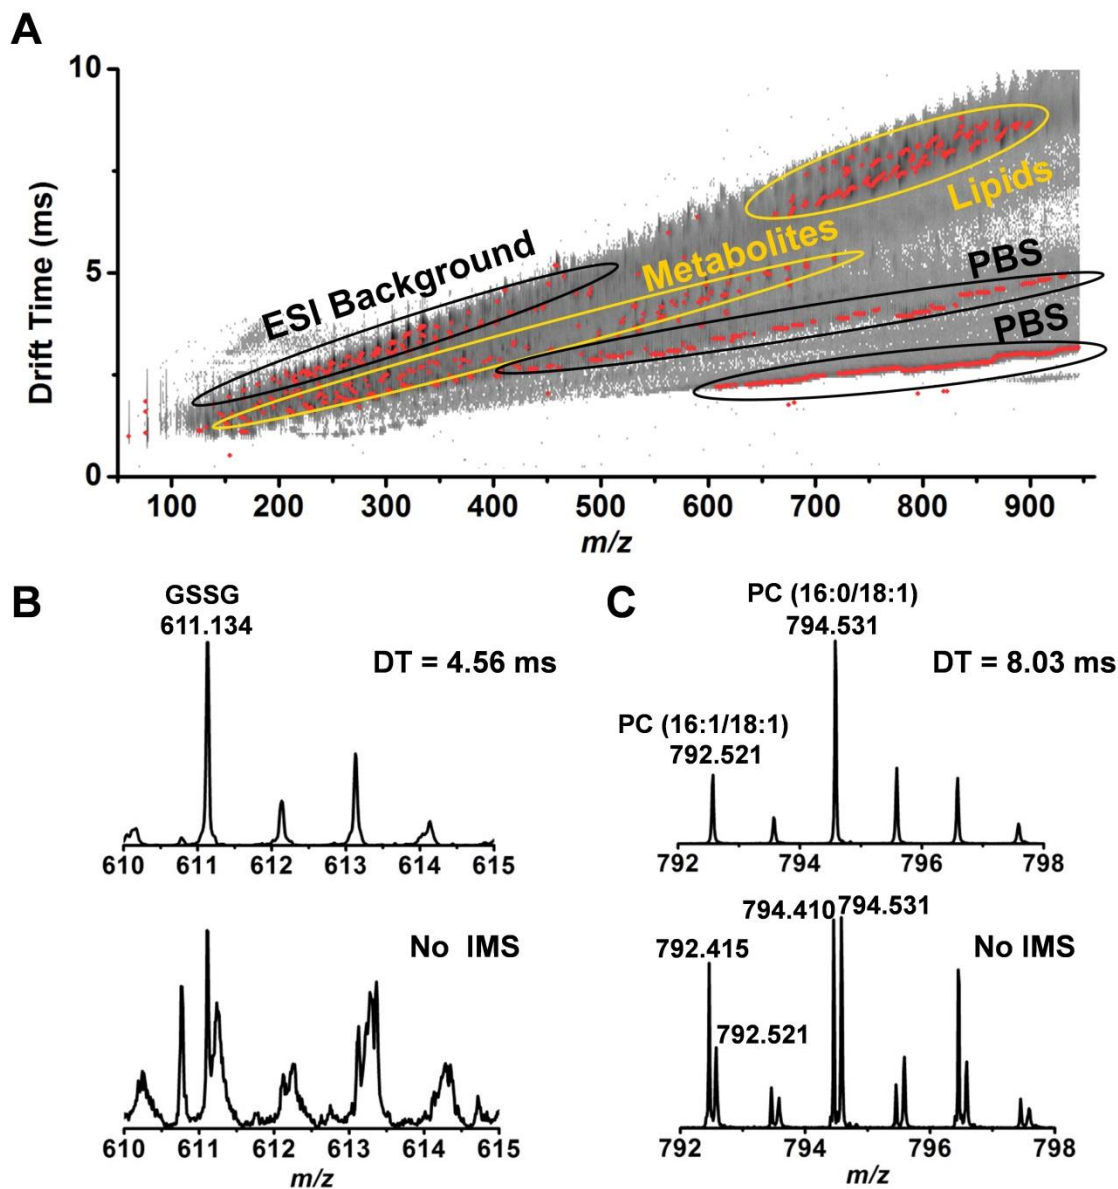 A
10
5
0
Drift Time (ms)
ESI Background
Metabolites
Lipids
PBS
PBS
100 200 300 400 500 600 700 800 900
m/z
B
GSSG
611.134
DT = 4.56 ms
610 611 612 613 614 615
No IMS
610 611 612 613 614 615
m/z
C
PC (16:0/18:1)
794.531
DT = 8.03 ms
PC (16:1/18:1)
792.521
792 794 796 798
794.410 794.531
No IMS
792.415
792.521
792 794 796 798
m/z